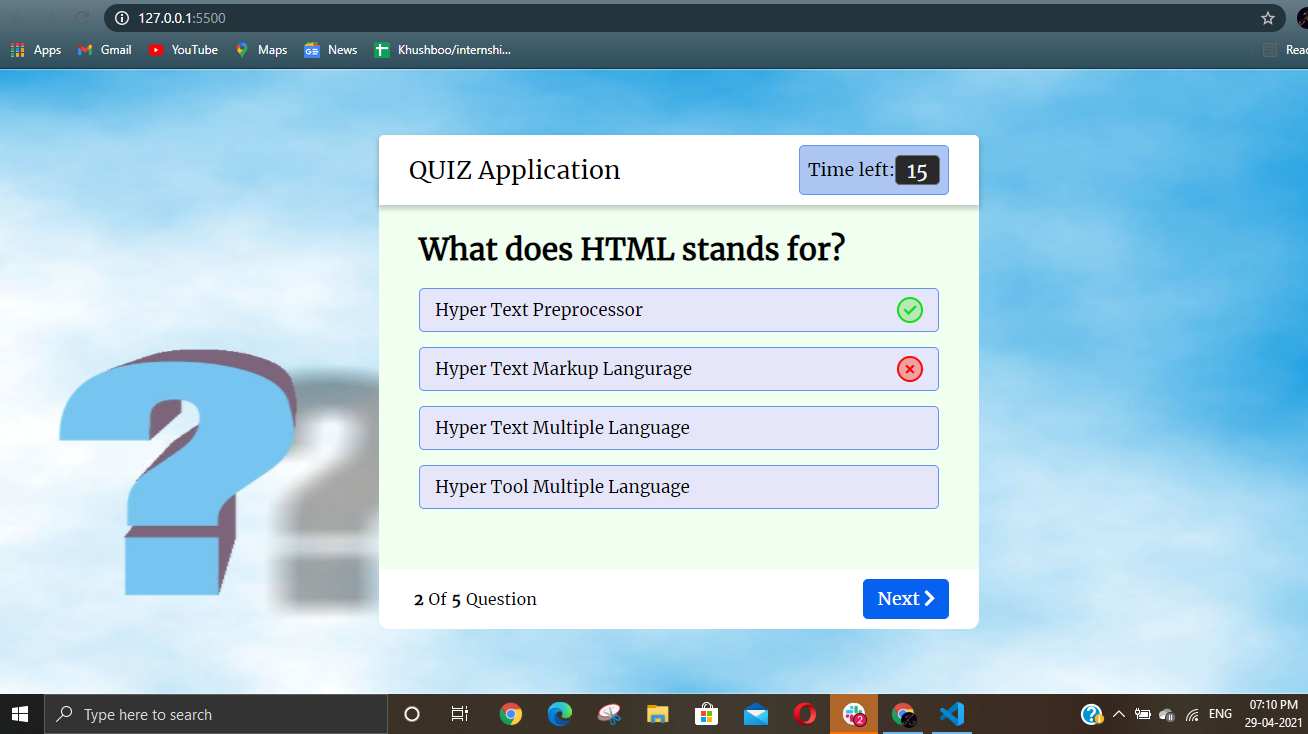 127.0.0.1:5500
Apps Gmail YouTube Maps News Khushboo/internshi... Reac
QUIZ Application
Time left: 15
What does HTML stands for?
Hyper Text Preprocessor
Hyper Text Markup Langurage
Hyper Text Multiple Language
Hyper Tool Multiple Language
2 Of 5 Question
Next
Type here to search
2
ENG
07:10 PM
29-04-2021